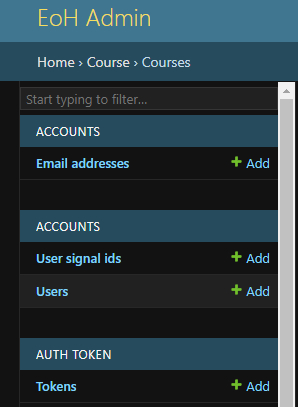 EoH Admin
Home › Course › Courses
Start typing to filter...
ACCOUNTS
Email addresses + Add
ACCOUNTS
User signal ids + Add
Users + Add
AUTH TOKEN
Tokens + Add